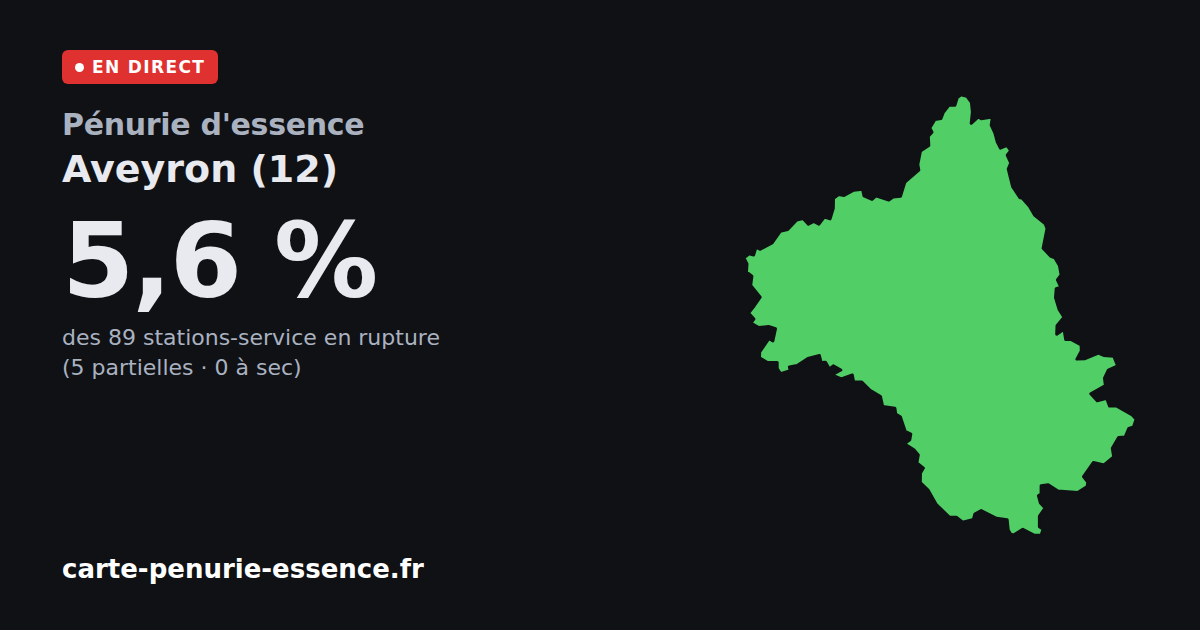 EN DIRECT
Pénurie d'essence
Aveyron (12)
5,6 %
des 89 stations-service en rupture
(5 partielles · 0 à sec)
carte-penurie-essence.fr